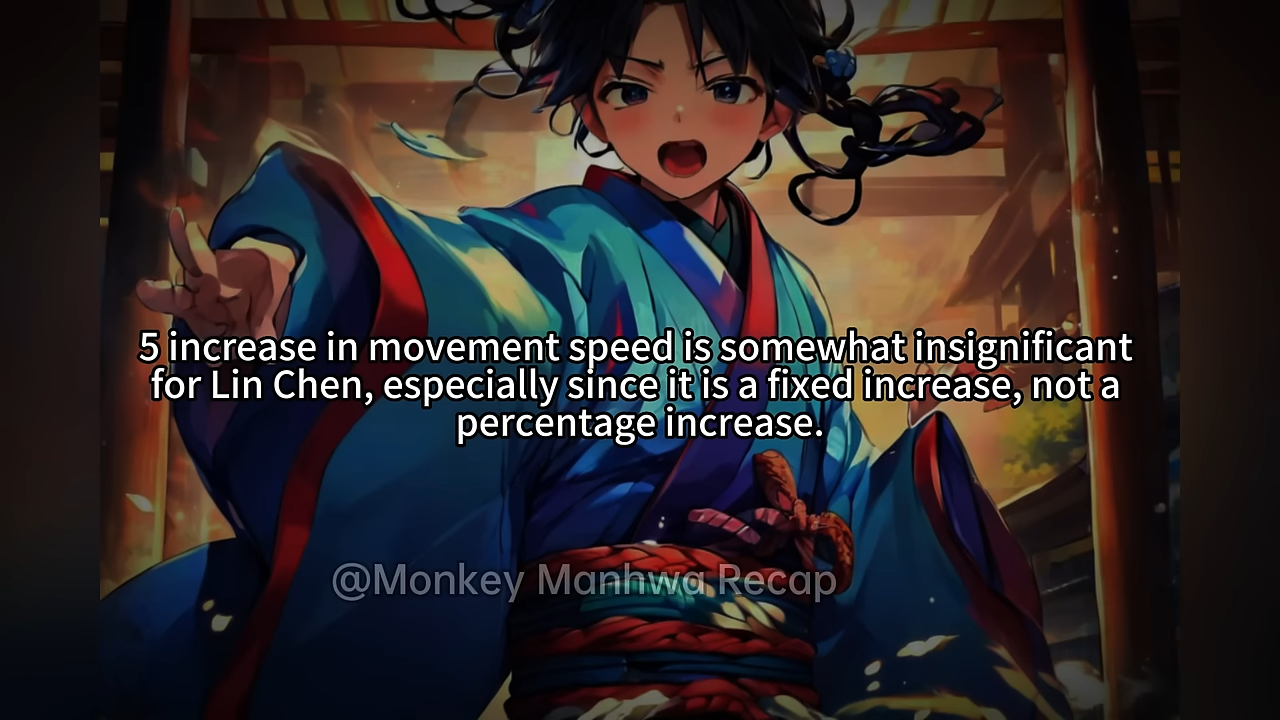 5 increase in movement speed is somewhat insignificant
for Lin Chen, especially since it is a fixed increase, not a
percentage increase.
@Monkey Manhwa Recap